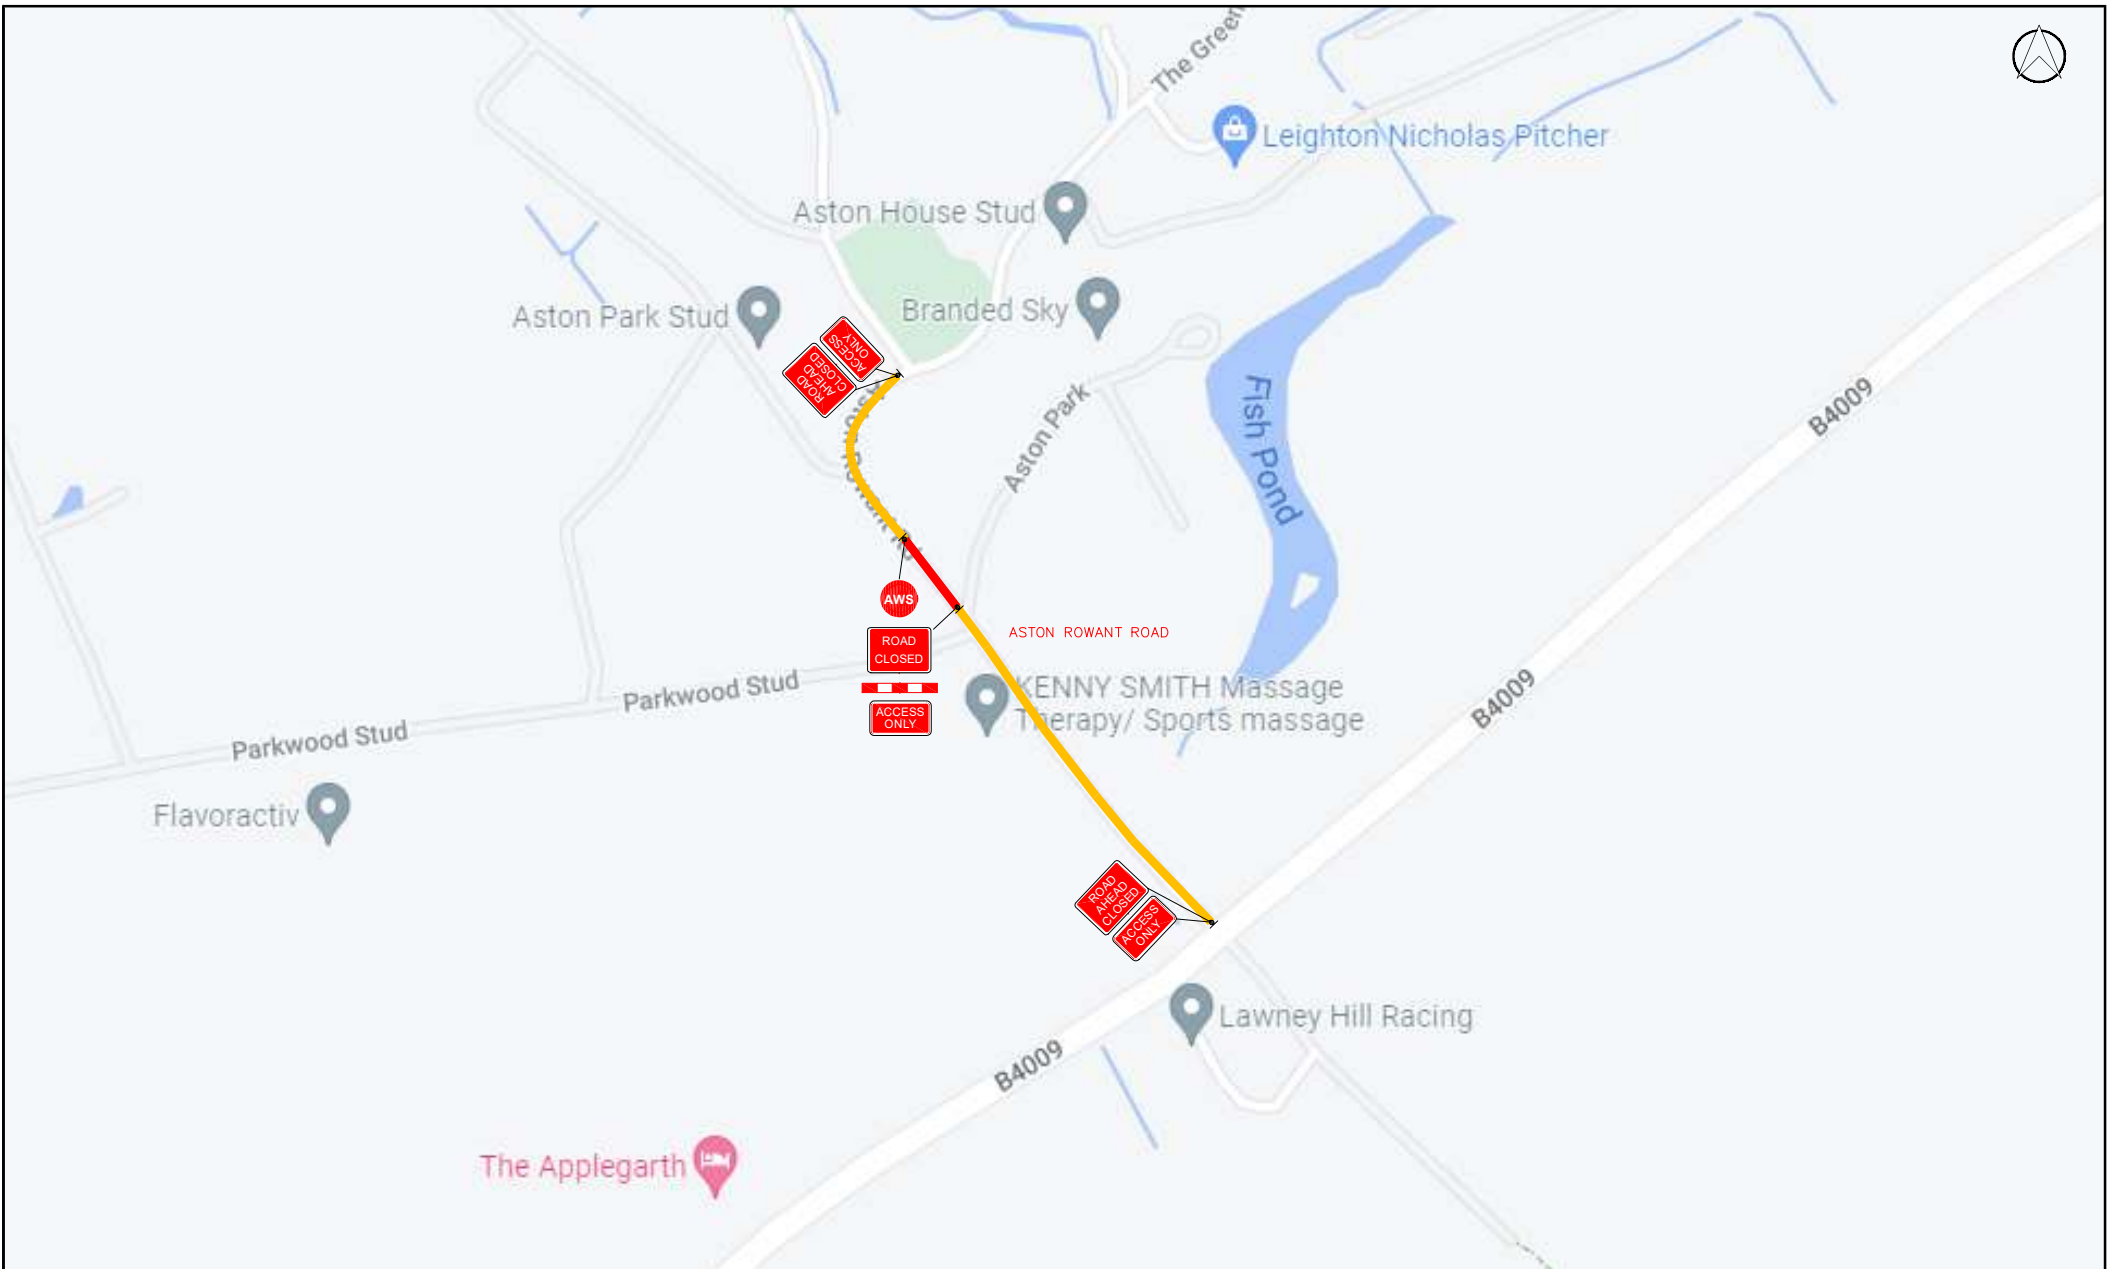 The Green
Leighton Nicholas Pitcher
Aston House Stud
Branded Sky
Aston Park Stud
ACCESS
ONLY
ROAD
AHEAD
CLOSED
Aston Park
Fish Pond
B4009
AWS
ROAD
CLOSED
ACCESS
ONLY
ASTON ROWANT ROAD
KENNY SMITH Massage
Therapy/ Sports massage
B4009
Parkwood Stud
Parkwood Stud
Flavoractiv
ROAD
AHEAD
CLOSED
ACCESS
ONLY
Lawney Hill Racing
B4009
The Applegarth